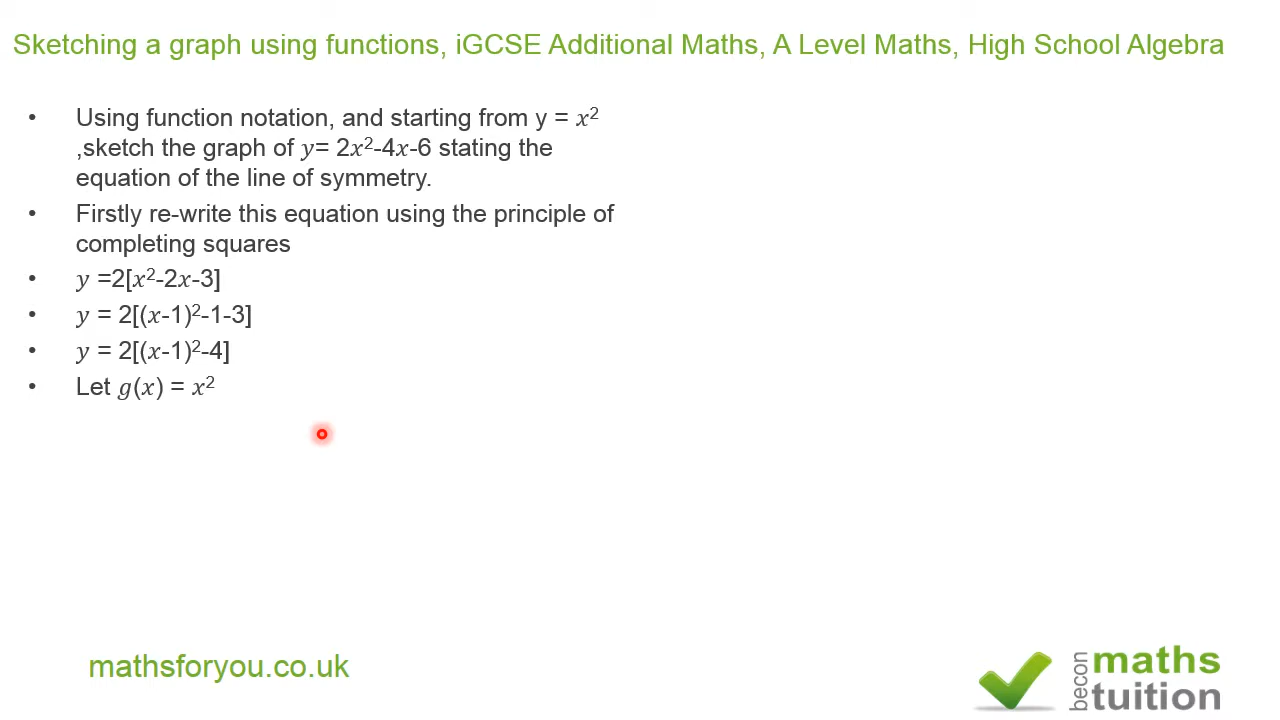 Sketching a graph using functions, iGCSE Additional Maths, A Level Maths, High School Algebra
• Using function notation, and starting from y = 𝑥²
,sketch the graph of 𝑦= 2𝑥²-4𝑥-6 stating the
equation of the line of symmetry.
• Firstly re-write this equation using the principle of
completing squares
• 𝑦 =2[𝑥²-2𝑥-3]
• 𝑦 = 2[(𝑥-1)²-1-3]
• 𝑦 = 2[(𝑥-1)²-4]
• Let 𝑔(𝑥) = 𝑥²
mathsforyou.co.uk
becon
maths
tuition